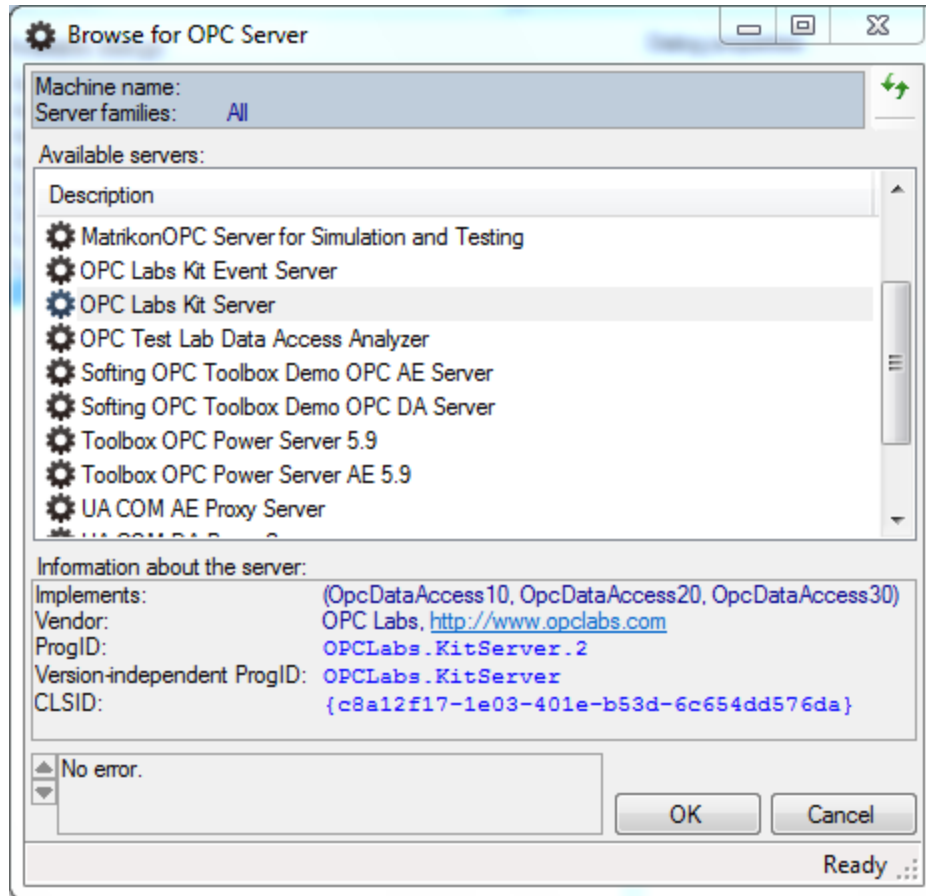 Browse for OPC Server
Machine name:
Server families: All
Available servers:
Description
MatrikonOPC Server for Simulation and Testing
OPC Labs Kit Event Server
OPC Labs Kit Server
OPC Test Lab Data Access Analyzer
Softing OPC Toolbox Demo OPC AE Server
Softing OPC Toolbox Demo OPC DA Server
Toolbox OPC Power Server 5.9
Toolbox OPC Power Server AE 5.9
UA COM AE Proxy Server
Information about the server:
Implements: (OpcDataAccess10, OpcDataAccess20, OpcDataAccess30)
Vendor: OPC Labs, http://www.opclabs.com
ProgID: OPCLabs.KitServer.2
Version-independent ProgID: OPCLabs.KitServer
CLSID: {c8a12f17-1e03-401e-b53d-6c654dd576da}
No error.
OK Cancel
Ready